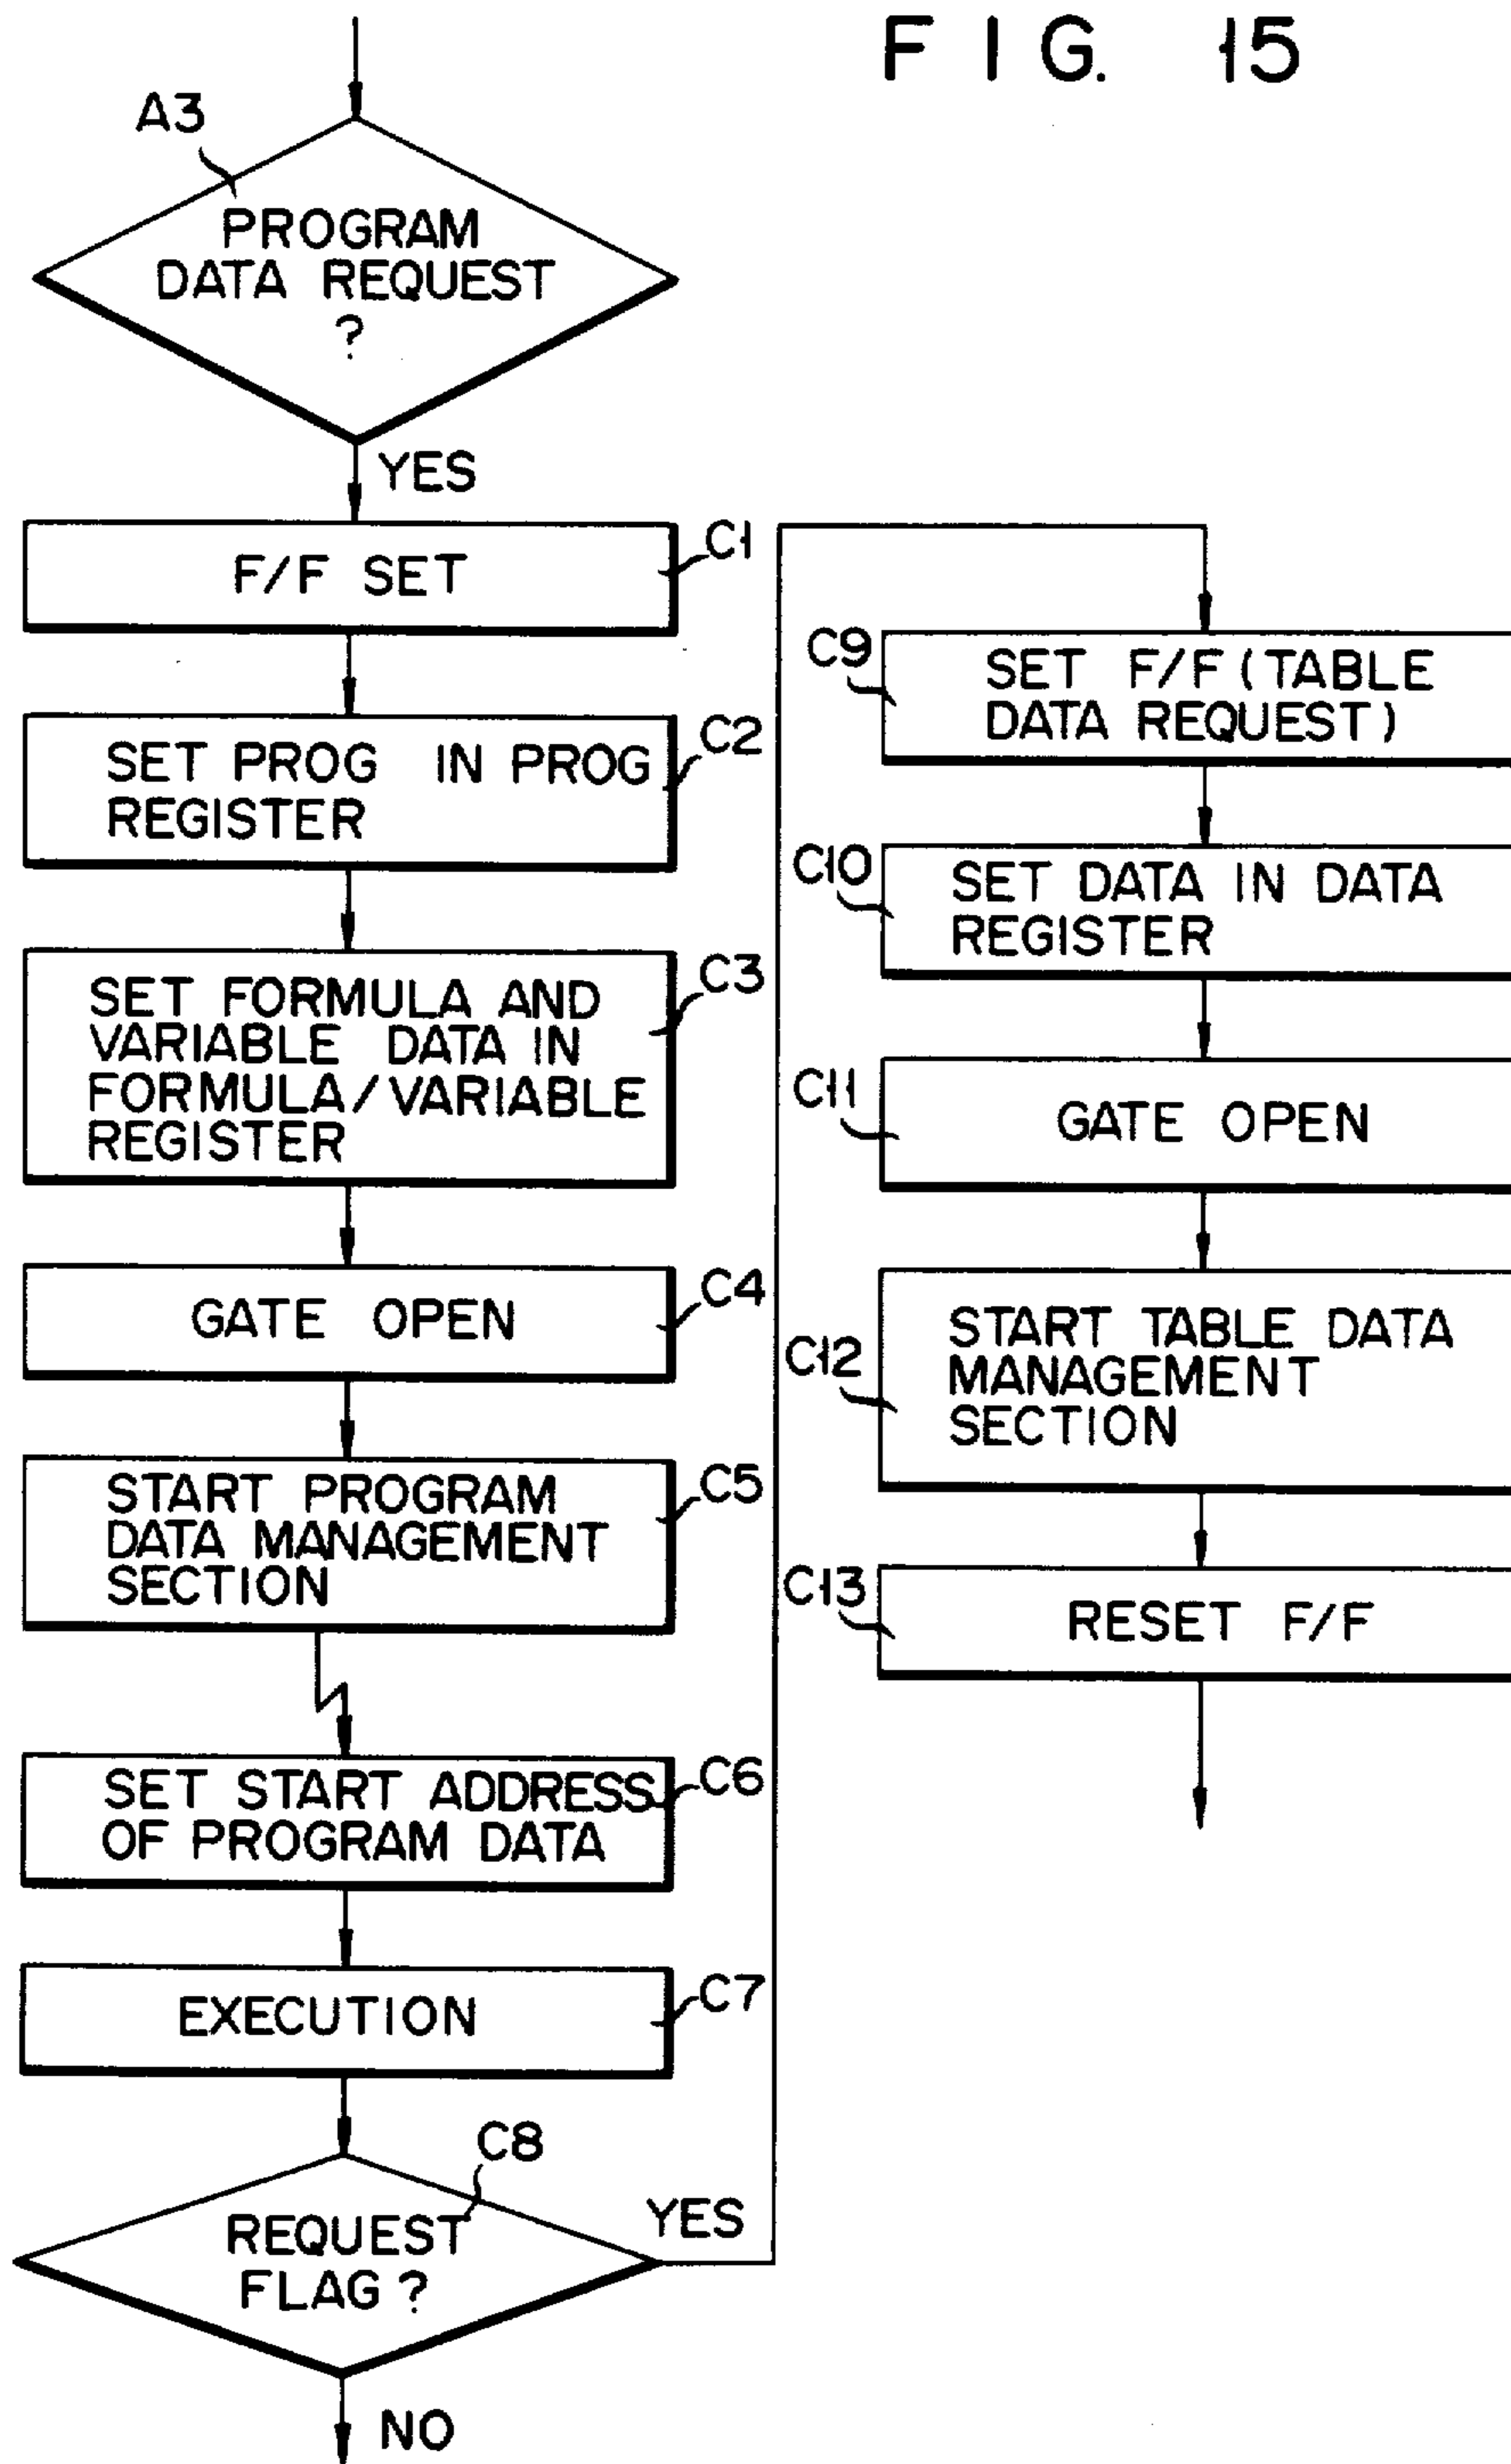 FIG. 15
A3
PROGRAM
DATA REQUEST
?
YES
F/F SET
C1
SET PROG IN PROG
REGISTER
C2
SET FORMULA AND
VARIABLE DATA IN
FORMULA/VARIABLE
REGISTER
C3
GATE OPEN
C4
START PROGRAM
DATA MANAGEMENT
SECTION
C5
SET START ADDRESS
OF PROGRAM DATA
C6
EXECUTION
C7
C8
REQUEST
FLAG ?
YES
NO
C9
SET F/F (TABLE
DATA REQUEST)
C10
SET DATA IN DATA
REGISTER
C11
GATE OPEN
C12
START TABLE DATA
MANAGEMENT
SECTION
C13
RESET F/F